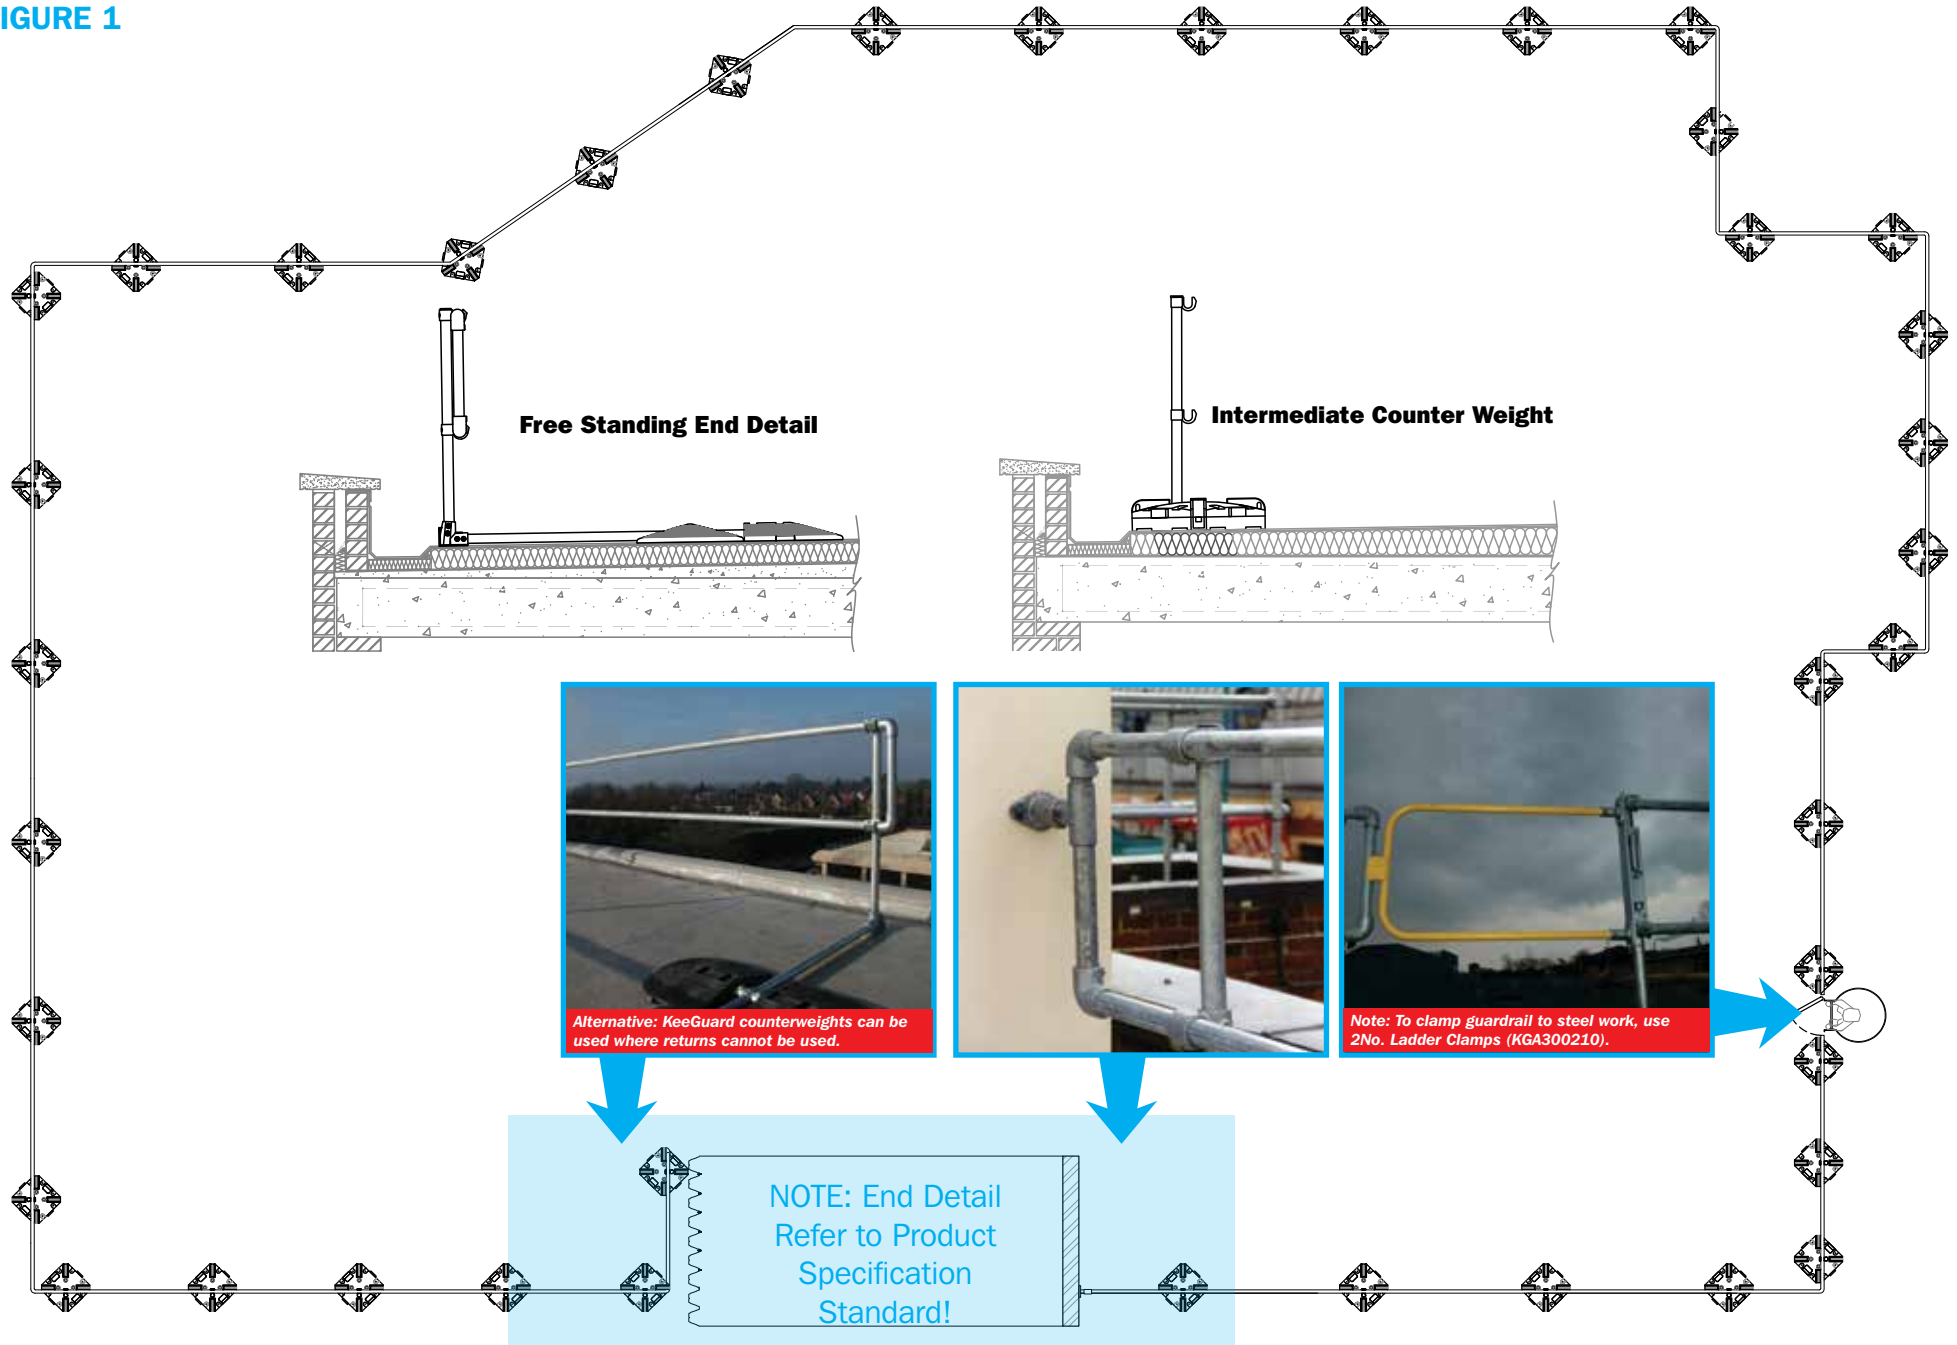 IGURE 1
Free Standing End Detail
Intermediate Counter Weight
Alternative: KeeGuard counterweights can be
used where returns cannot be used.
Note: To clamp guardrail to steel work, use
2No. Ladder Clamps (KGA300210).
NOTE: End Detail
Refer to Product
Specification
Standard!